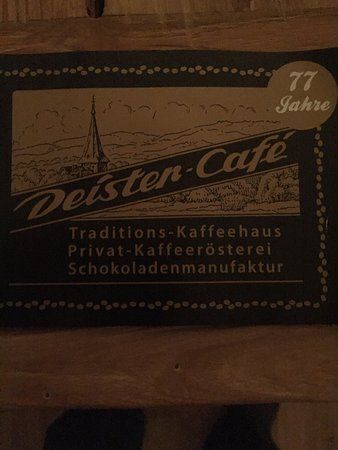 77
Jahre
Deister-Café
Traditions-Kaffeehaus
Privat-Kaffeerösterei
Schokoladenmanufaktur